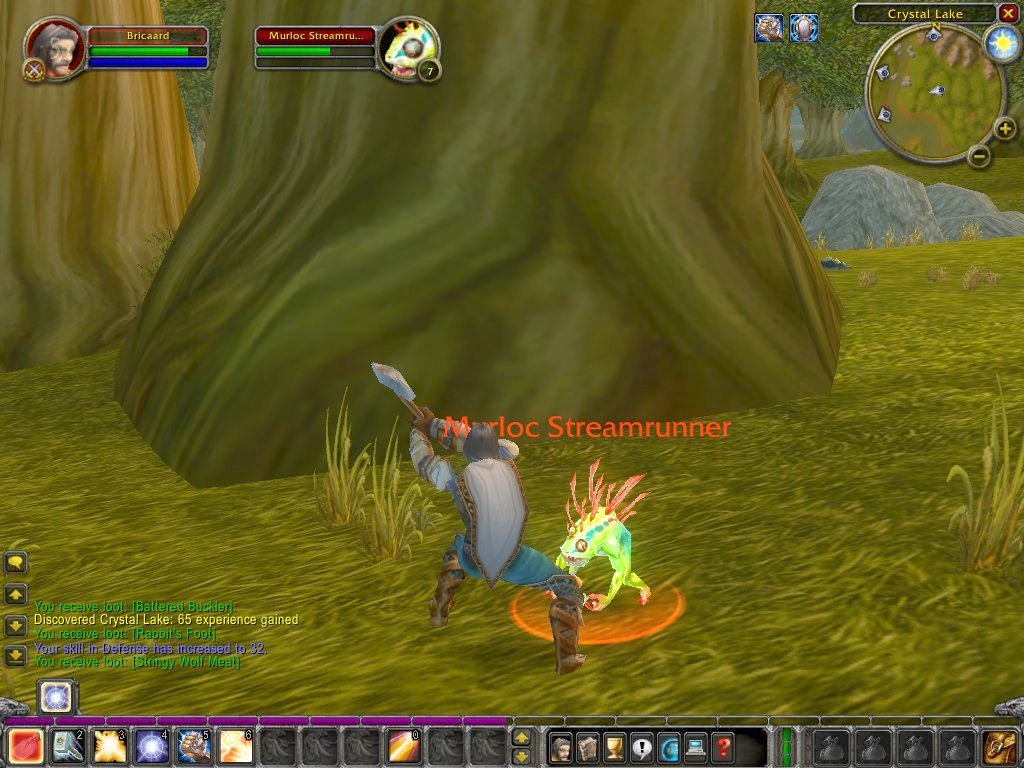 Bricaard
Murloc Streamru...
7
Crystal Lake
N
Murloc Streamrunner
You receive loot: [Battered Buckler].
Discovered Crystal Lake: 65 experience gained
You receive loot: [Rabbit's Foot].
Your skill in Defense has increased to 32.
You receive loot: [Stringy Wolf Meat].
1 2 3 4 5 6 0